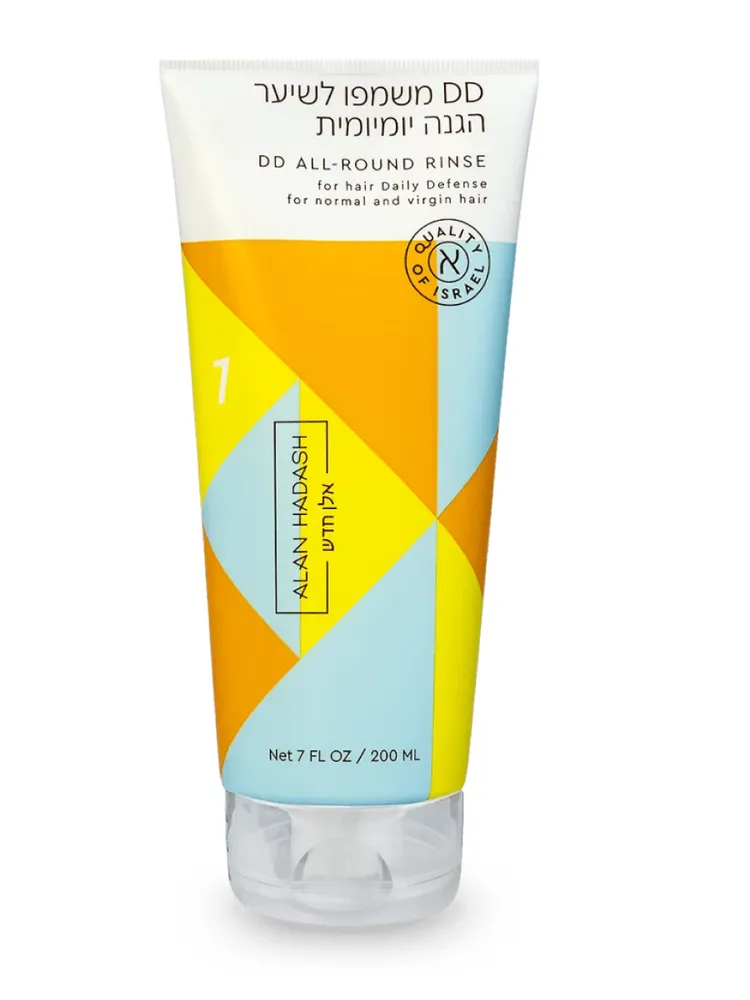 DD משמפו לשיער
הגנה יומיומית
DD ALL-ROUND RINSE
for hair Daily Defense
for normal and virgin hair
QUALITY OF ISRAEL
א
1
ALAN HADASH
אלן חדש
Net 7 FL OZ / 200 ML